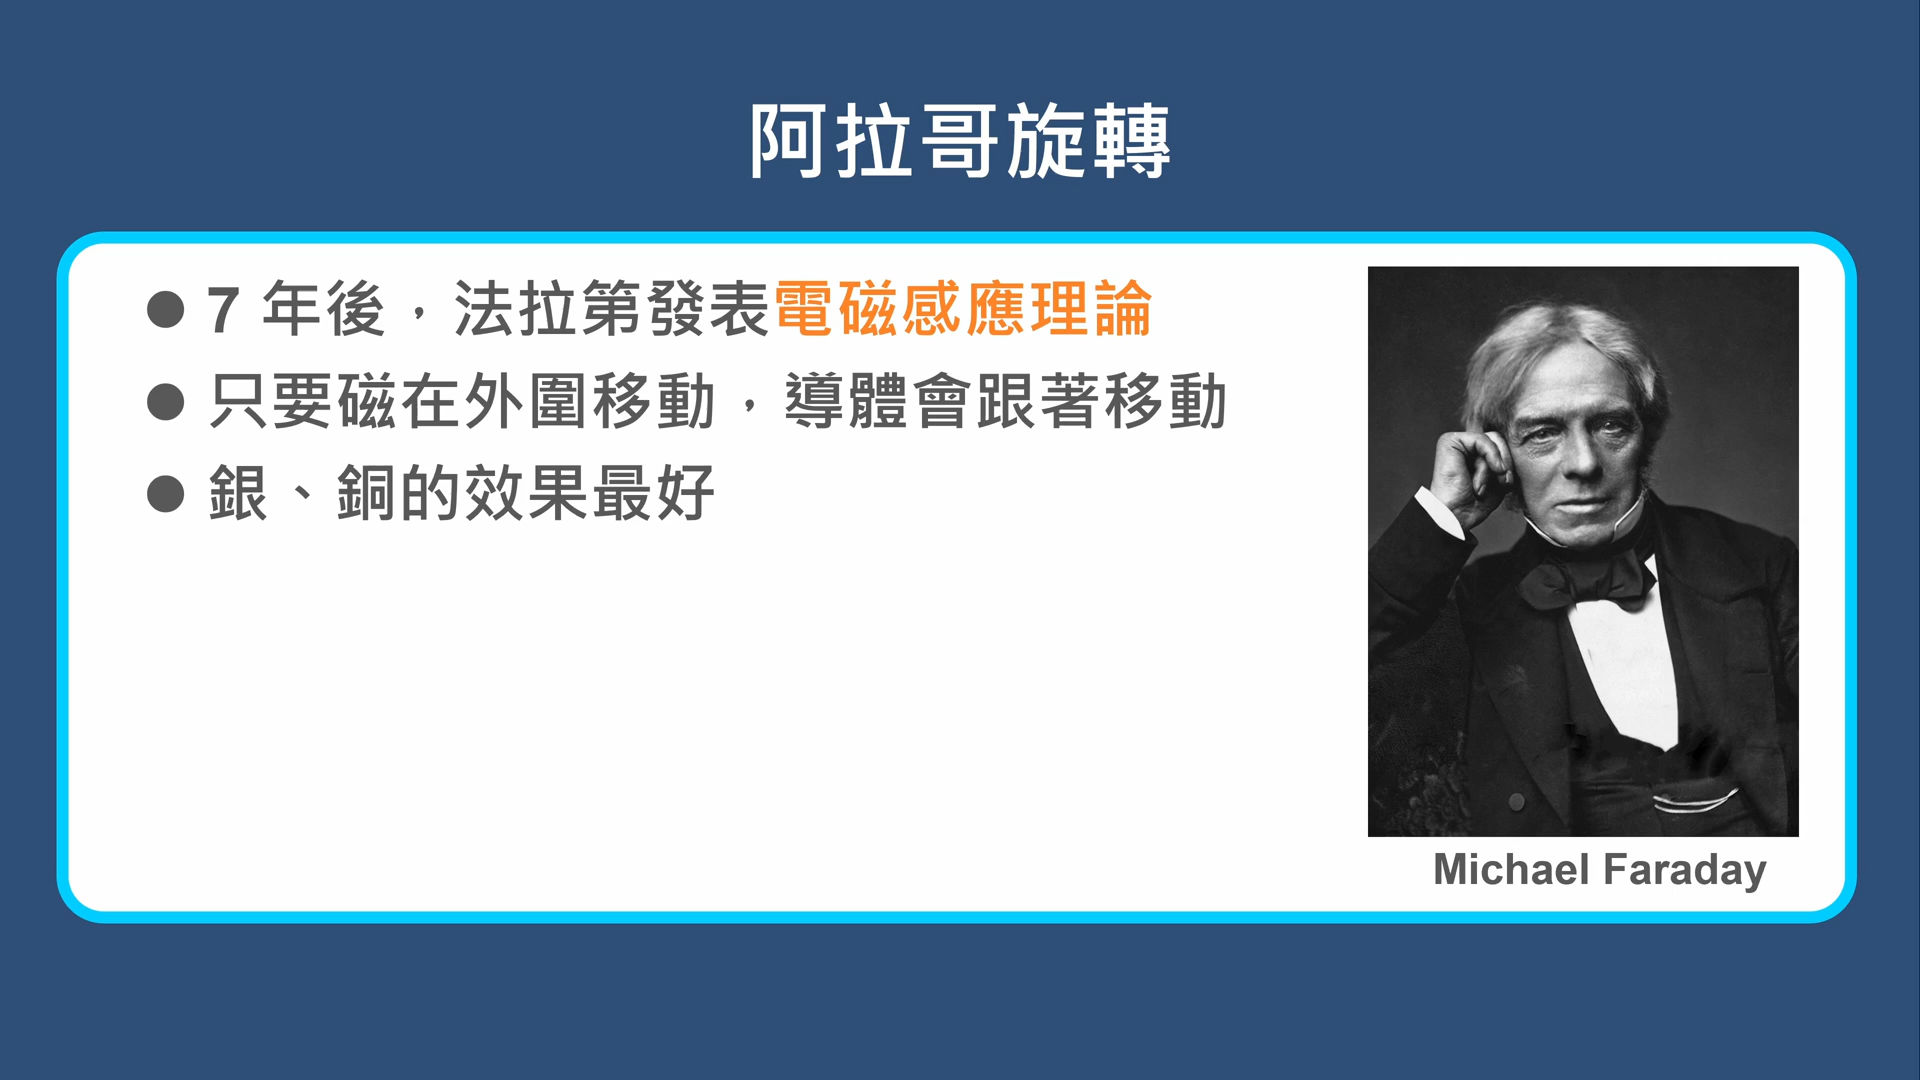 阿拉哥旋轉
● 7 年後，法拉第發表電磁感應理論
● 只要磁在外圍移動，導體會跟著移動
● 銀、銅的效果最好
Michael Faraday